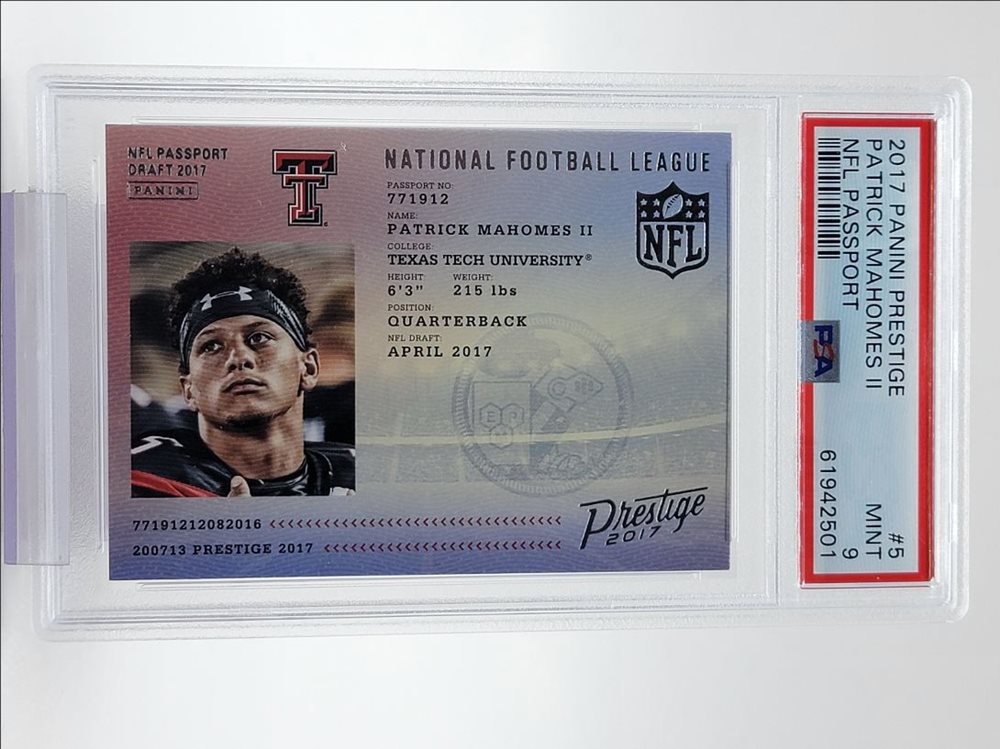 NFL PASSPORT
DRAFT 2017
PANINI
NATIONAL FOOTBALL LEAGUE
PASSPORT NO:
771912
NAME:
PATRICK MAHOMES II
COLLEGE:
TEXAS TECH UNIVERSITY®
HEIGHT: WEIGHT:
6'3" 215 lbs
POSITION:
QUARTERBACK
NFL DRAFT:
APRIL 2017
NFL
77191212082016 <<<<<<<<<<<<<<<<<<<<<<<<<<<<<<
200713 PRESTIGE 2017 <<<<<<<<<<<<<<<<<<<<<<<<
Prestige
2017
2017 PANINI PRESTIGE #5
PATRICK MAHOMES II MINT
NFL PASSPORT 9
PSA
61942501